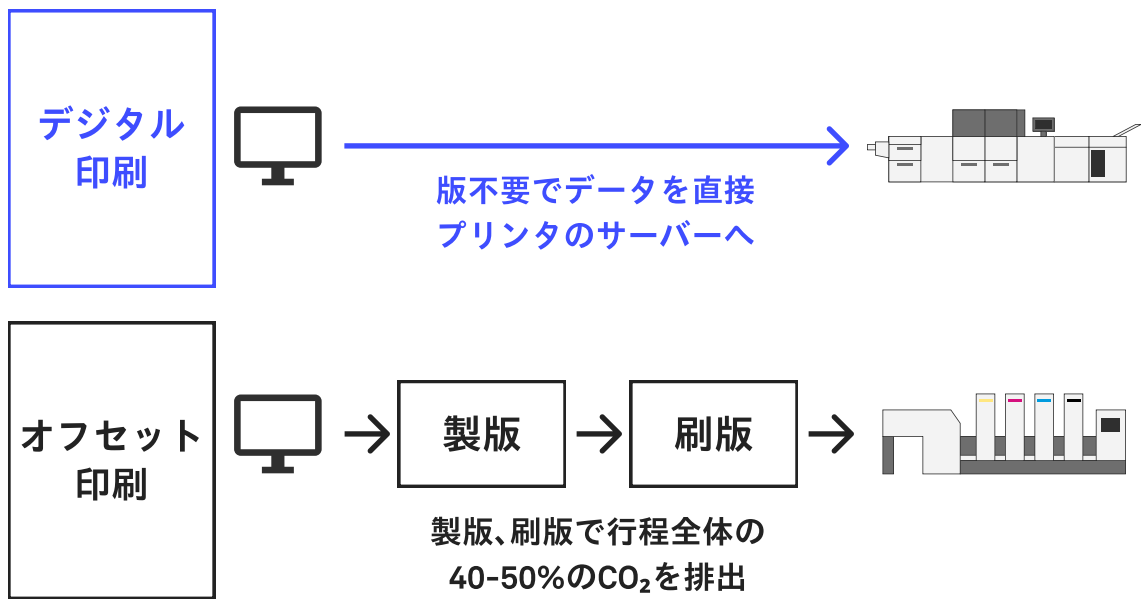 デジタル
印刷
版不要でデータを直接
プリンタのサーバーへ
オフセット
印刷
製版
刷版
製版、刷版で行程全体の
40-50%のCO₂を排出